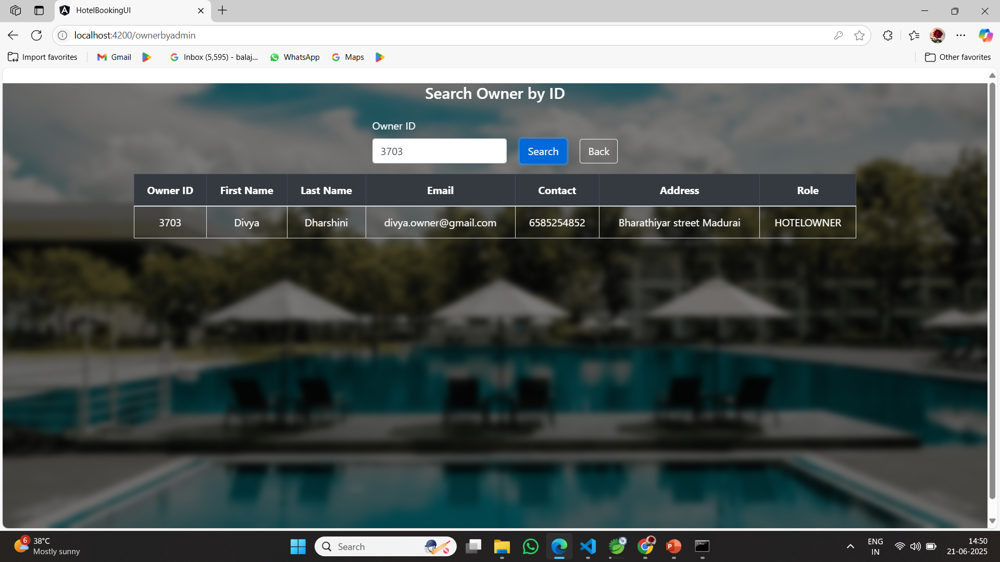 HotelBookingUI
localhost:4200/ownerbyadmin
Import favorites
Gmail
Inbox (5,595) - balaj...
WhatsApp
Maps
Other favorites
Search Owner by ID
Owner ID
3703 Search Back
Owner ID First Name Last Name Email Contact Address Role
3703 Divya Dharshini divya.owner@gmail.com 6585254852 Bharathiyar street Madurai HOTELOWNER
6
38°C
Mostly sunny
Search
P
ENG
IN
14:50
21-06-2025